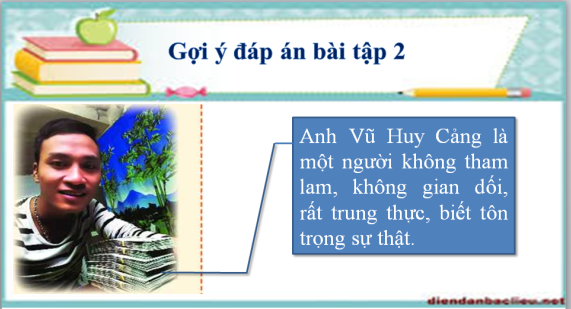 Gợi ý đáp án bài tập 2
Anh Vũ Huy Cảng là
một người không tham
lam, không gian dối,
rất trung thực, biết tôn
trọng sự thật.
diendanbaclieu.net